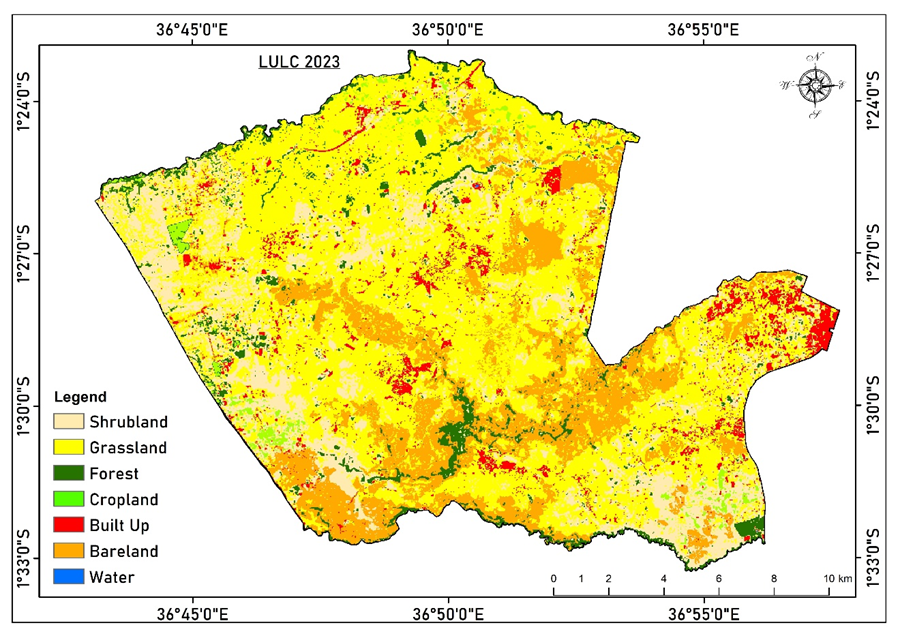 36°45'0"E 36°50'0"E 36°55'0"E
LULC 2023
N
W E
S
1°24'0"S 1°24'0"S
1°27'0"S 1°27'0"S
1°30'0"S 1°30'0"S
1°33'0"S 1°33'0"S
Legend
Shrubland
Grassland
Forest
Cropland
Built Up
Bareland
Water
0 1 2 4 6 8 10 km
36°45'0"E 36°50'0"E 36°55'0"E